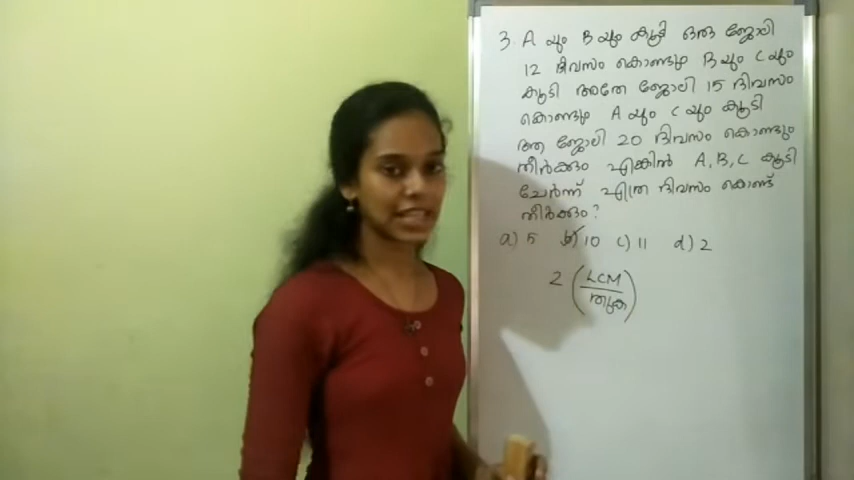 3. A യും B യും കൂടി ഒരു ജോലി
12 ദിവസം കൊണ്ടും B യും C യും
കൂടി അതേ ജോലി 15 ദിവസം
കൊണ്ടും A യും C യും കൂടി
ആ ജോലി 20 ദിവസം കൊണ്ടും
തീർക്കും എങ്കിൽ A, B, C കൂടി
ചേർന്ന് എത്ര ദിവസം കൊണ്ട്
തീർക്കും?
a) 5 b) 10 c) 11 d) 2
2 (LCM
തുക)